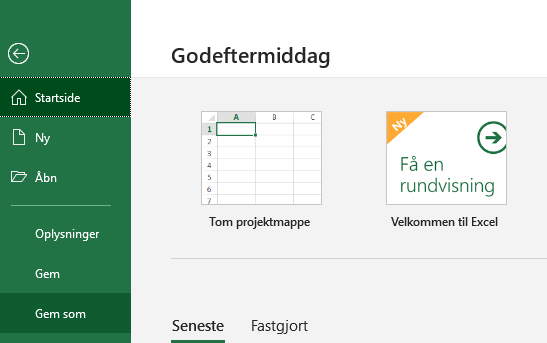 Godeftermiddag
Startside
Ny
Åbn
Oplysninger
Gem
Gem som
A B C
1
2
3
4
5
6
7
Tom projektmappe
Ny
Få en
rundvisning
Velkommen til Excel
Seneste Fastgjort